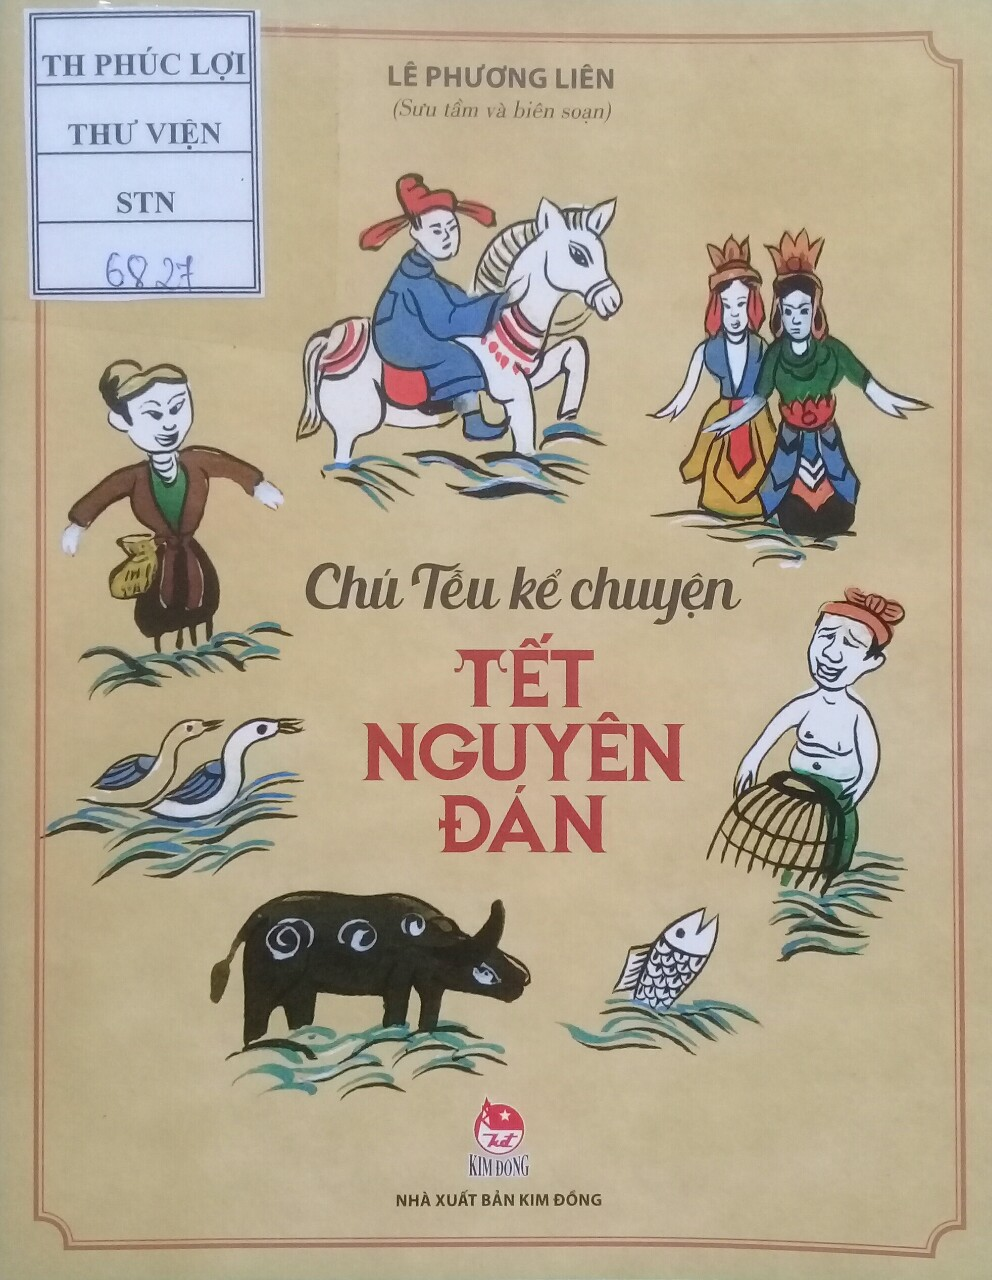 TH PHÚC LỢI
THƯ VIỆN
STN
6827
LÊ PHƯƠNG LIÊN
(Sưu tầm và biên soạn)
Chú Tễu kể chuyện
TẾT
NGUYÊN
ĐÁN
Kđ
KIM ĐỒNG
NHÀ XUẤT BẢN KIM ĐỒNG